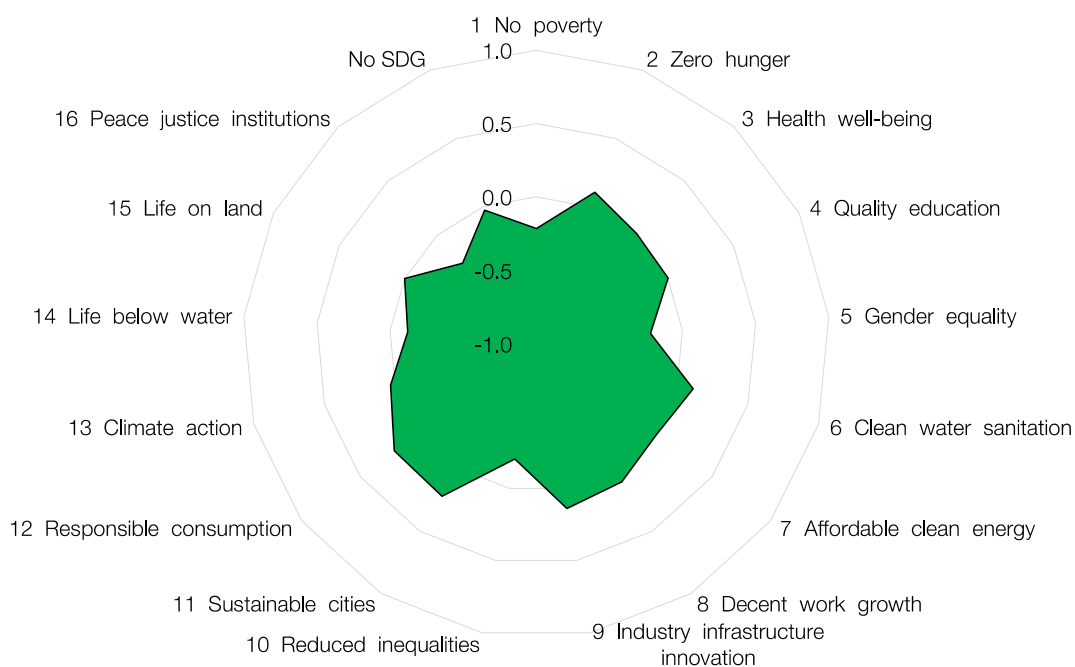 1 No poverty
1.0
No SDG
2 Zero hunger
0.5
16 Peace justice institutions
3 Health well-being
0.0
15 Life on land
4 Quality education
-0.5
14 Life below water
5 Gender equality
-1.0
13 Climate action
6 Clean water sanitation
12 Responsible consumption
7 Affordable clean energy
11 Sustainable cities
8 Decent work growth
10 Reduced inequalities
9 Industry infrastructure
innovation